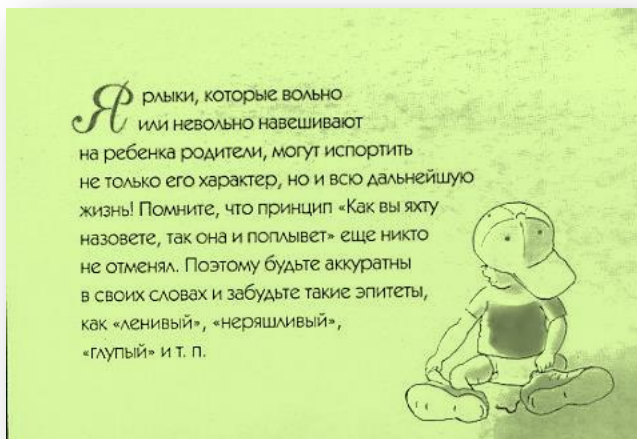 Ярлыки, которые вольно
или невольно навешивают
на ребенка родители, могут испортить
не только его характер, но и всю дальнейшую
жизнь! Помните, что принцип «Как вы яхту
назовете, так она и поплывет» еще никто
не отменял. Поэтому будьте аккуратны
в своих словах и забудьте такие эпитеты,
как «ленивый», «неряшливый»,
«глупый» и т. п.